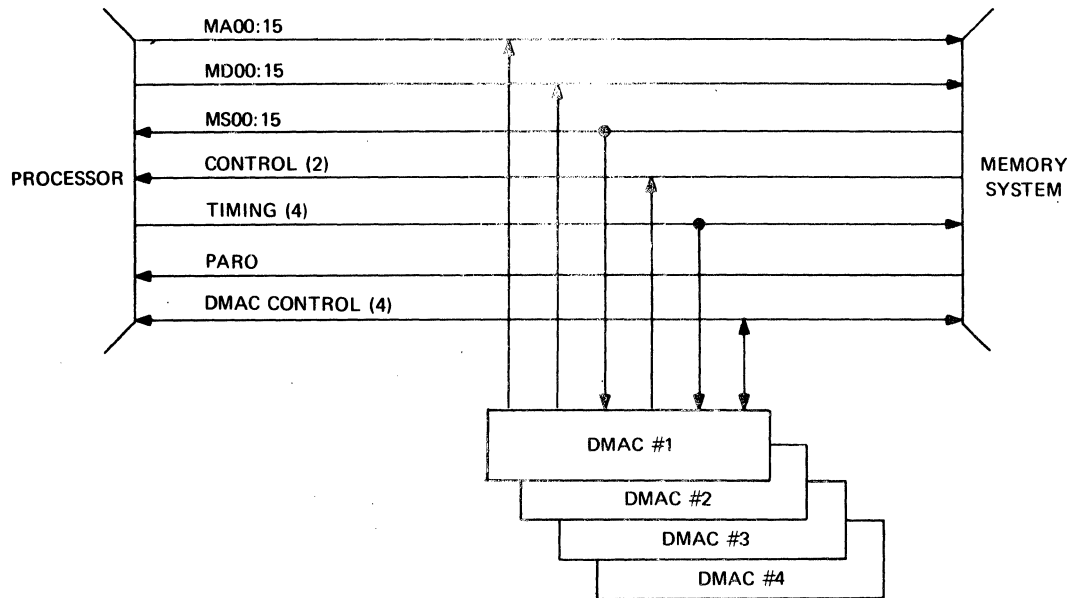 MA00:15
MD00:15
MS00:15
CONTROL (2)
PROCESSOR
MEMORY
SYSTEM
TIMING (4)
PARO
DMAC CONTROL (4)
DMAC #1
DMAC #2
DMAC #3
DMAC #4